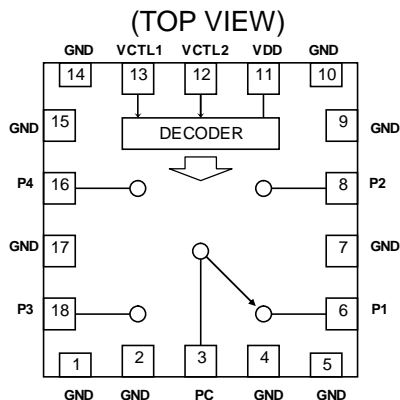 (TOP VIEW)
GND VCTL1 VCTL2 VDD GND
14 13 12 11 10
GND 15 9 GND
DECODER
P4 16 8 P2
GND 17 7 GND
P3 18 6 P1
1 2 3 4 5
GND GND PC GND GND